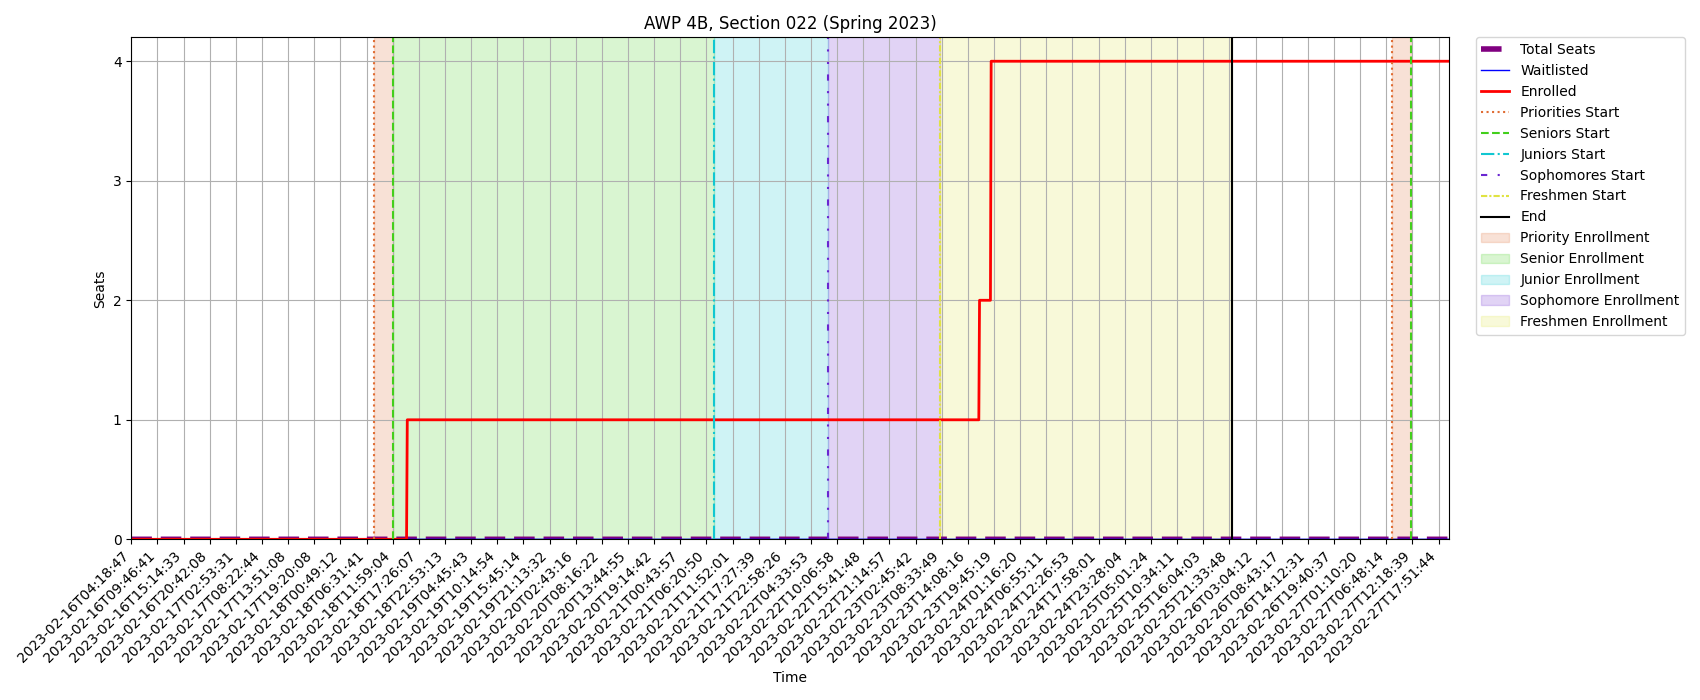 AWP 4B, Section 022 (Spring 2023)
Seats
4
3
2
1
0
2023-02-16T04:18:47
2023-02-16T09:46:41
2023-02-16T15:14:33
2023-02-16T20:42:08
2023-02-17T02:53:31
2023-02-17T08:22:44
2023-02-17T13:51:08
2023-02-17T19:20:08
2023-02-18T00:49:12
2023-02-18T06:31:41
2023-02-18T11:59:04
2023-02-18T17:26:07
2023-02-18T22:53:13
2023-02-19T04:45:43
2023-02-19T10:14:54
2023-02-19T15:45:14
2023-02-19T21:13:32
2023-02-20T02:43:16
2023-02-20T08:16:22
2023-02-20T13:44:55
2023-02-20T19:14:42
2023-02-21T00:43:57
2023-02-21T06:20:50
2023-02-21T11:52:01
2023-02-21T17:27:39
2023-02-21T22:58:26
2023-02-22T04:33:53
2023-02-22T10:06:58
2023-02-22T15:41:48
2023-02-22T21:14:57
2023-02-23T02:45:42
2023-02-23T08:33:49
2023-02-23T14:08:16
2023-02-23T19:45:19
2023-02-24T01:16:20
2023-02-24T06:55:11
2023-02-24T12:26:53
2023-02-24T17:58:01
2023-02-24T23:28:04
2023-02-25T05:01:24
2023-02-25T10:34:11
2023-02-25T16:04:03
2023-02-25T21:33:48
2023-02-26T03:04:12
2023-02-26T08:43:17
2023-02-26T14:12:31
2023-02-26T19:40:37
2023-02-27T01:10:20
2023-02-27T06:48:14
2023-02-27T12:18:39
2023-02-27T17:51:44
Time
Total Seats
Waitlisted
Enrolled
Priorities Start
Seniors Start
Juniors Start
Sophomores Start
Freshmen Start
End
Priority Enrollment
Senior Enrollment
Junior Enrollment
Sophomore Enrollment
Freshmen Enrollment